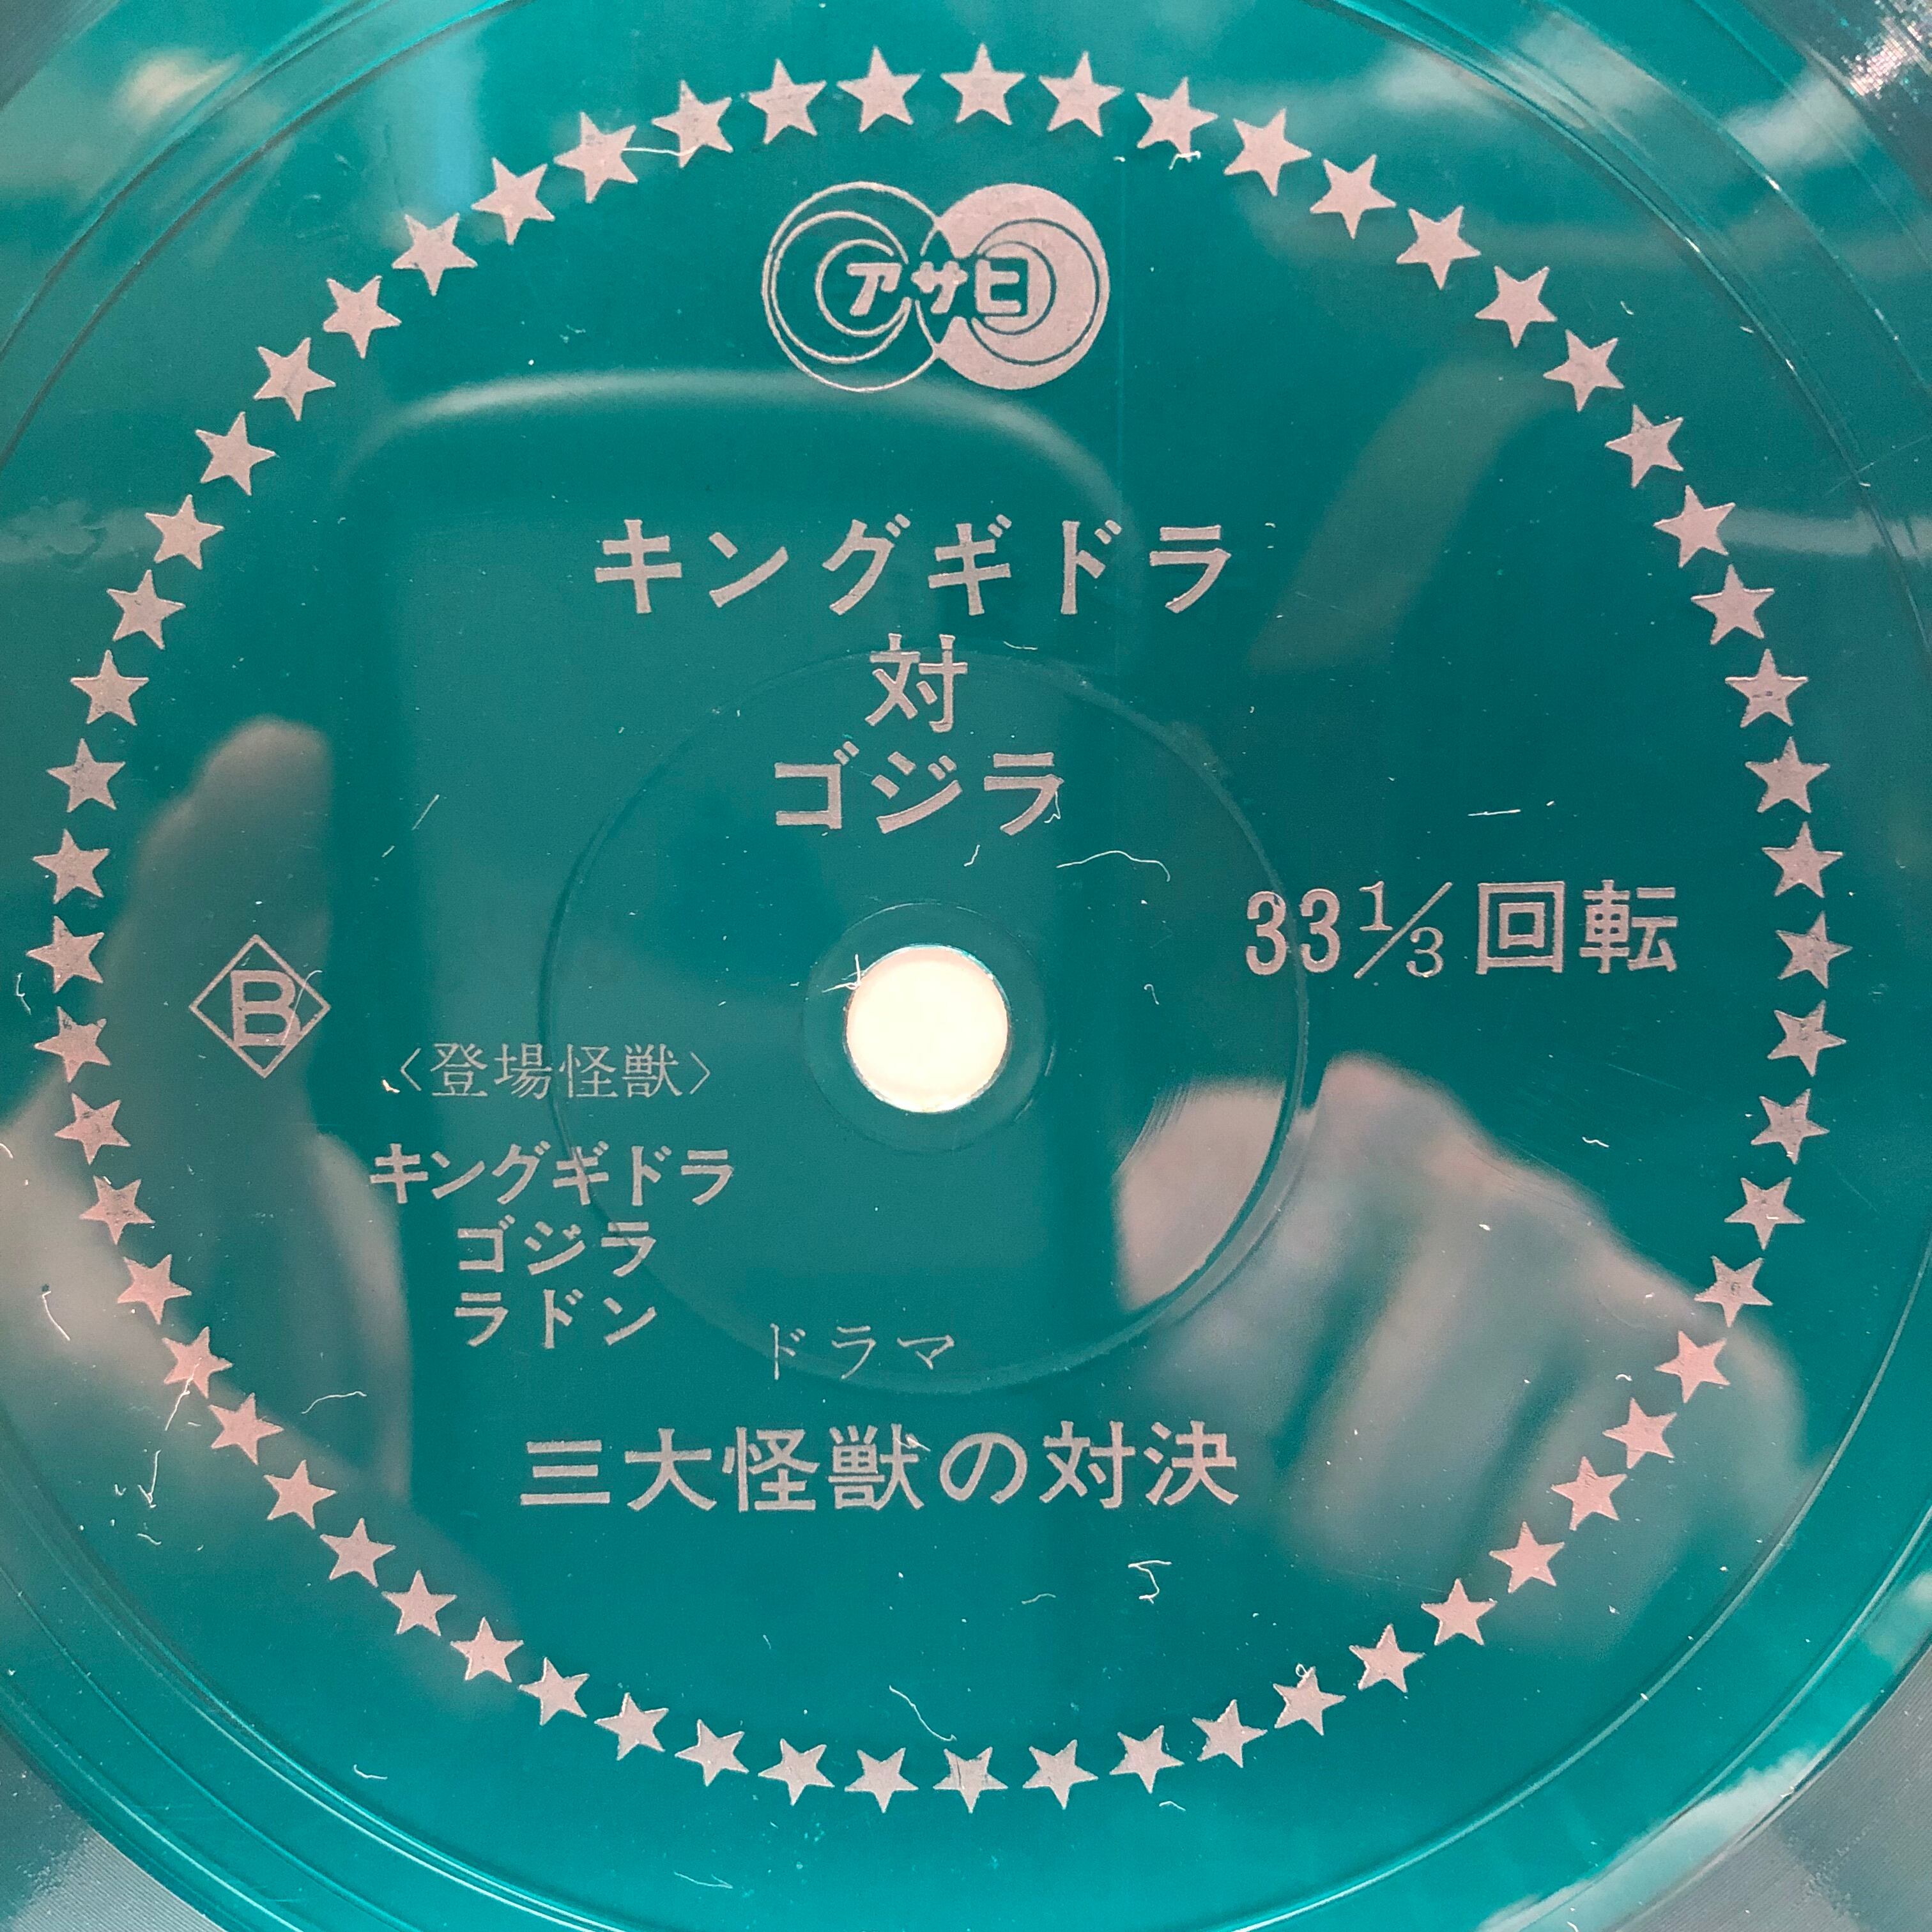 アサヒ
キングギドラ
対
ゴジラ
33⅓回転
B
〈登場怪獣〉
キングギドラ
ゴジラ
ラドン
ドラマ
三大怪獣の対決